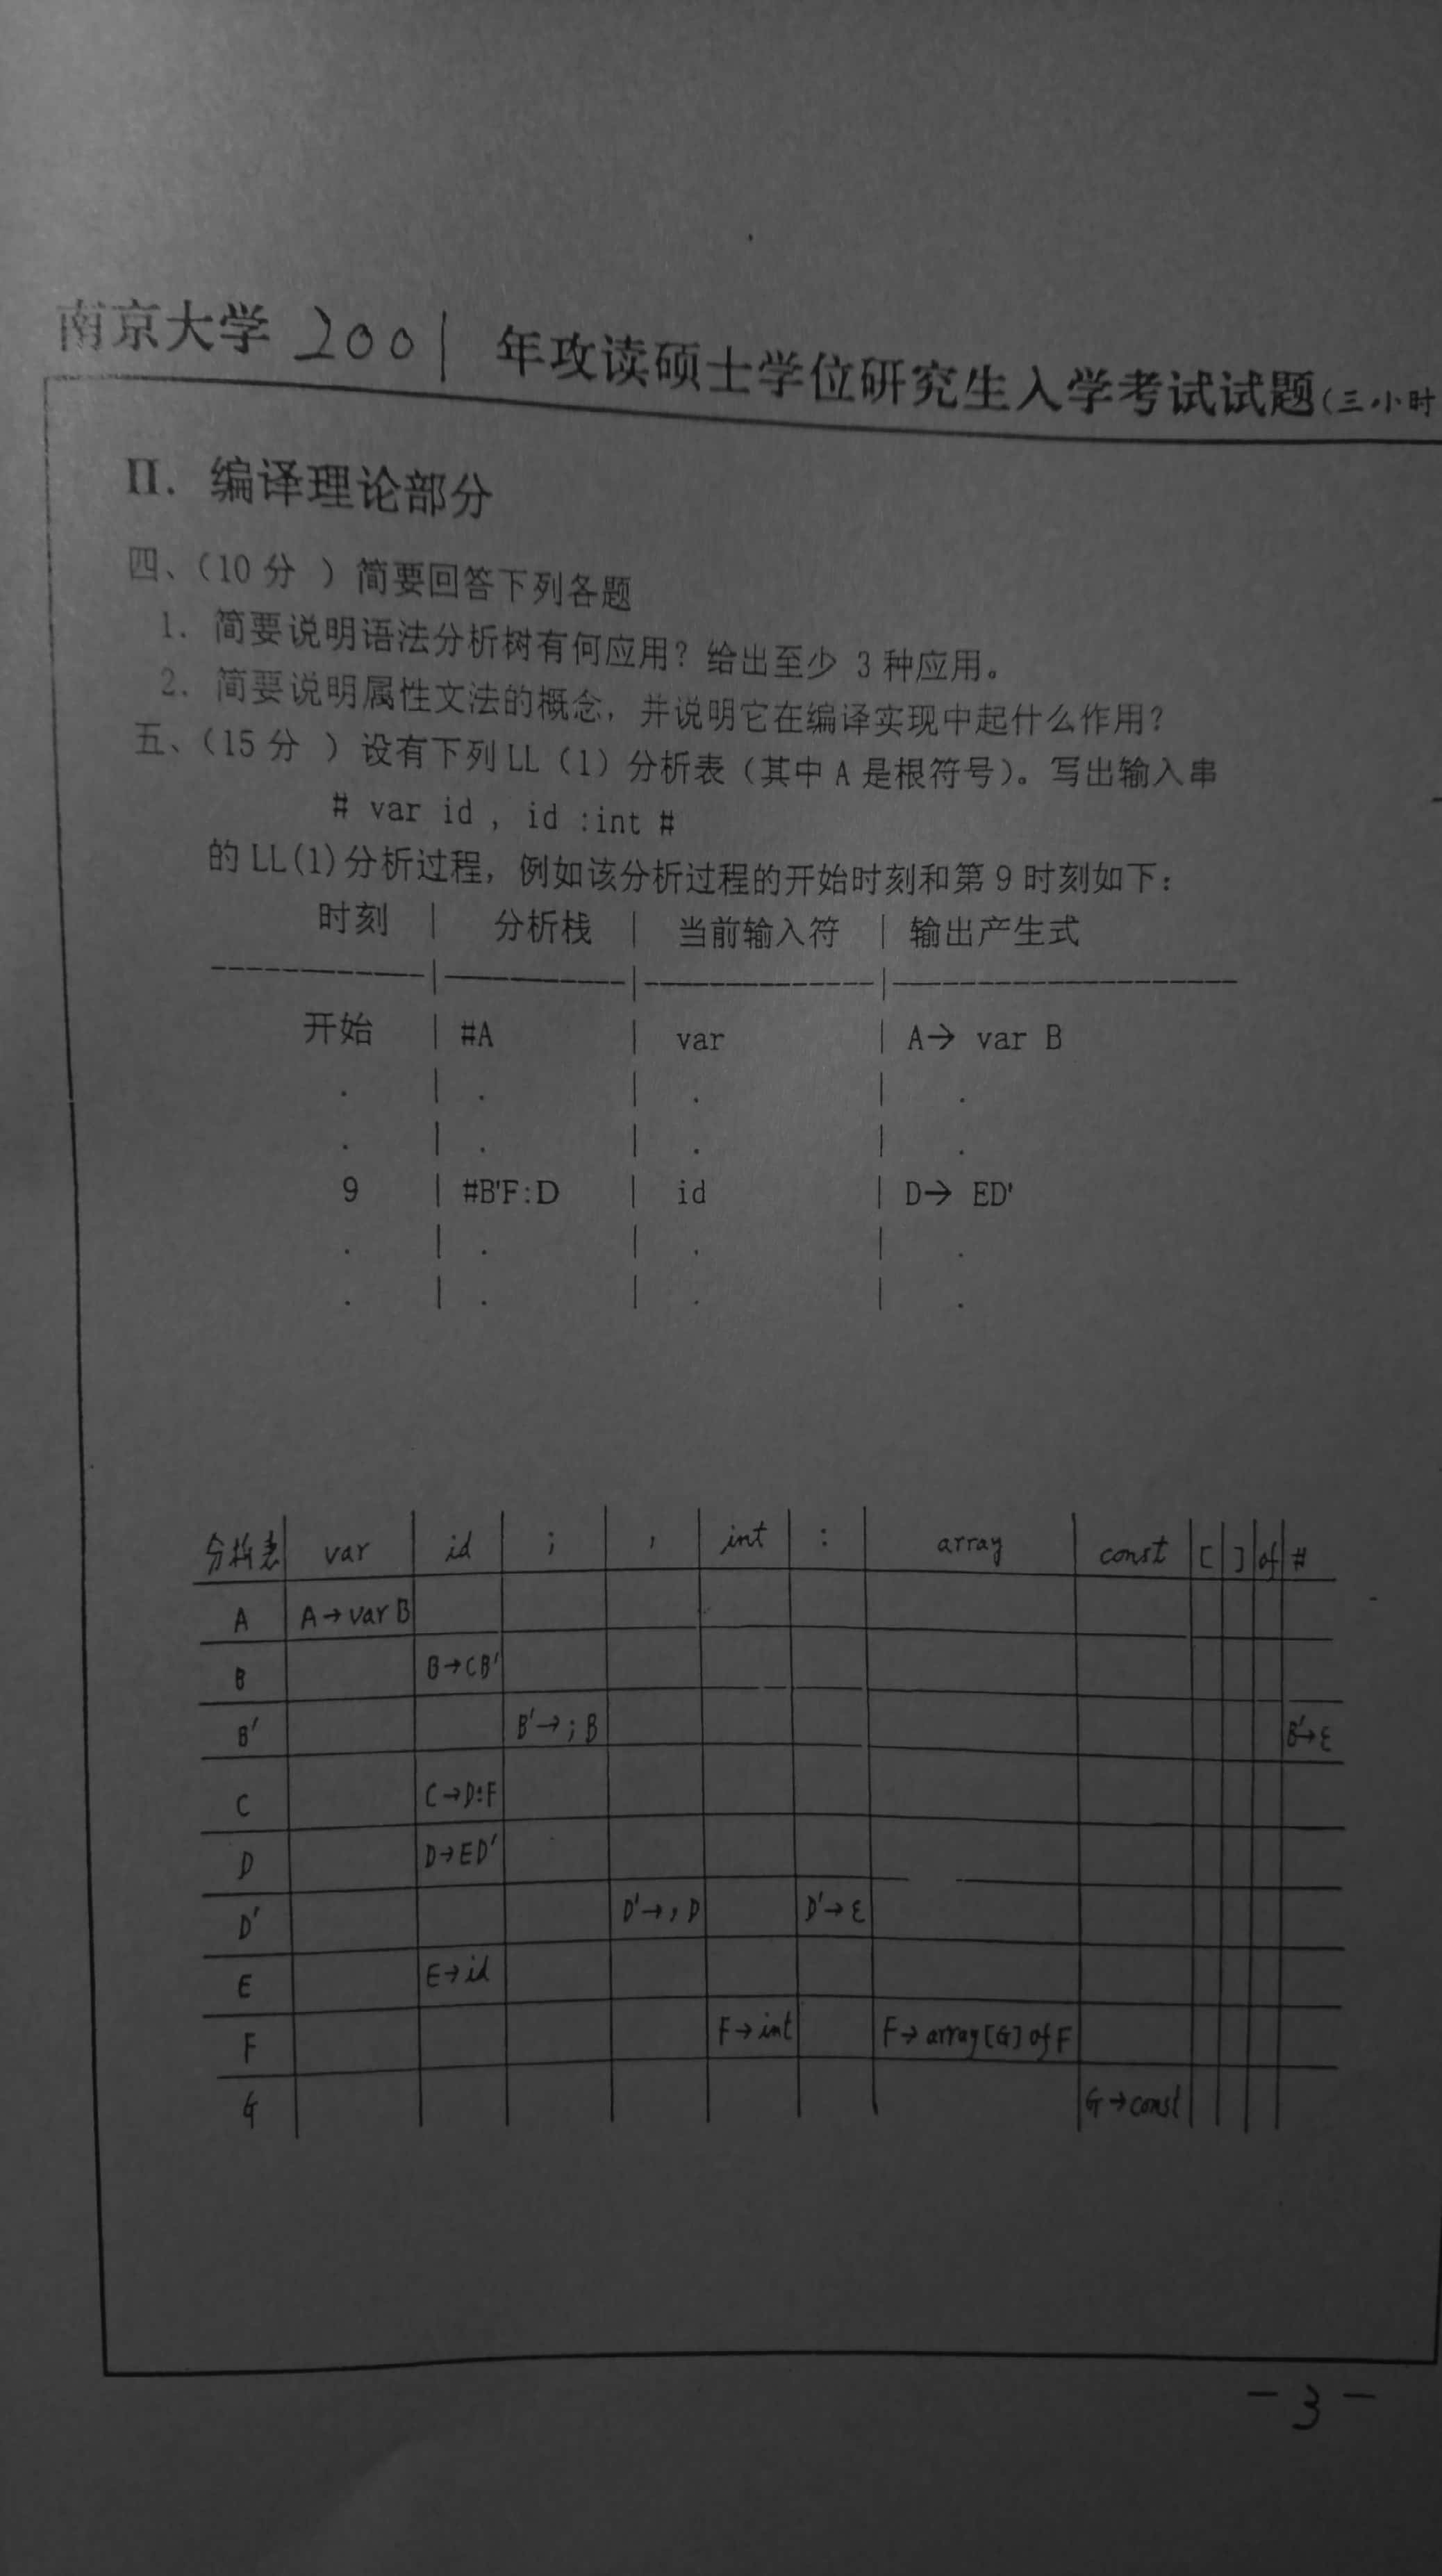 南京大学 2001 年攻读硕士学位研究生入学考试试题(三小时
II. 编译理论部分
四、(10 分 ) 简要回答下列各题
1. 简要说明语法分析树有何应用? 给出至少 3 种应用。
2. 简要说明属性文法的概念, 并说明它在编译实现中起什么作用?
五、(15 分 ) 设有下列 LL (1) 分析表 (其中 A 是根符号)。写出输入串
# var id , id :int #
的 LL(1) 分析过程, 例如该分析过程的开始时刻和第 9 时刻如下:
时刻 | 分析栈 | 当前输入符 | 输出产生式
------------|------------|--------------|--------------------
开始 | #A | var | A→ var B
. | . | . | .
. | . | . | .
9 | #B'F:D | id | D→ ED'
. | . | . | .
. | . | . | .
分析表 var id ; , int : array const [ ] of #
A A→var B
B B→CB'
B' B'→;B B'→ε
C C→D:F
D D→ED'
D' D'→,D D'→ε
E E→id
F F→int F→array[G] of F
G G→const
-3-